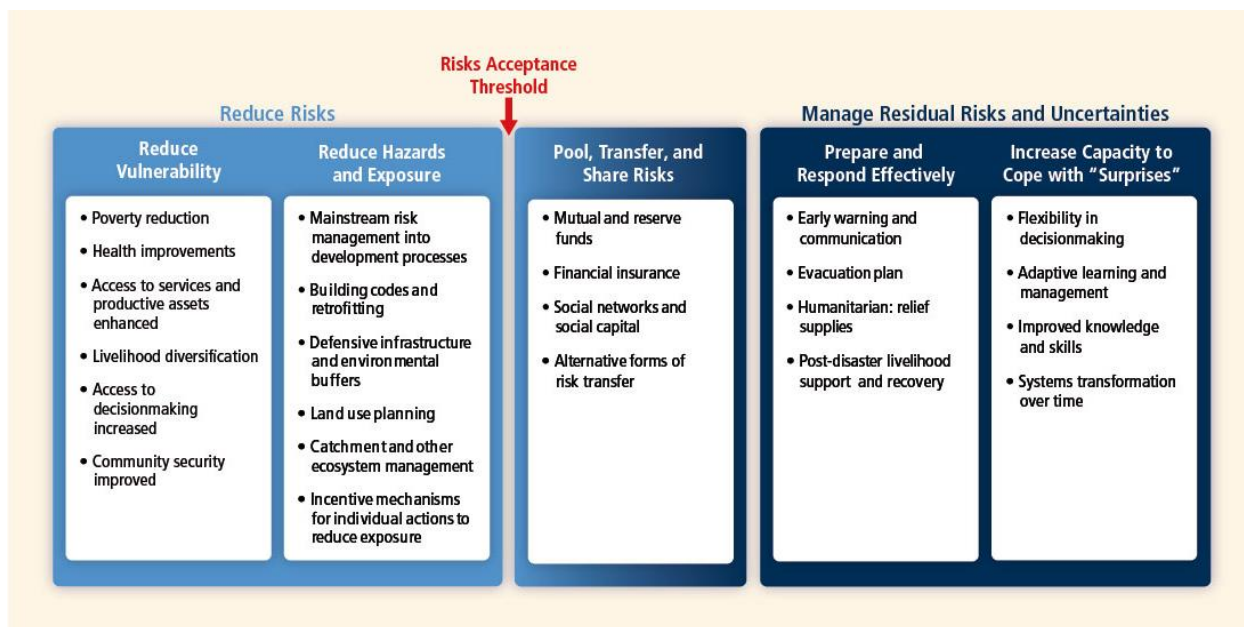 Risks Acceptance
Threshold
Reduce Risks
Manage Residual Risks and Uncertainties
Reduce
Vulnerability
• Poverty reduction
• Health improvements
• Access to services and
productive assets
enhanced
• Livelihood diversification
• Access to
decisionmaking
increased
• Community security
improved
Reduce Hazards
and Exposure
• Mainstream risk
management into
development processes
• Building codes and
retrofitting
• Defensive infrastructure
and environmental
buffers
• Land use planning
• Catchment and other
ecosystem management
• Incentive mechanisms
for individual actions to
reduce exposure
Pool, Transfer, and
Share Risks
• Mutual and reserve
funds
• Financial insurance
• Social networks and
social capital
• Alternative forms of
risk transfer
Prepare and
Respond Effectively
• Early warning and
communication
• Evacuation plan
• Humanitarian: relief
supplies
• Post-disaster livelihood
support and recovery
Increase Capacity to
Cope with “Surprises”
• Flexibility in
decisionmaking
• Adaptive learning and
management
• Improved knowledge
and skills
• Systems transformation
over time